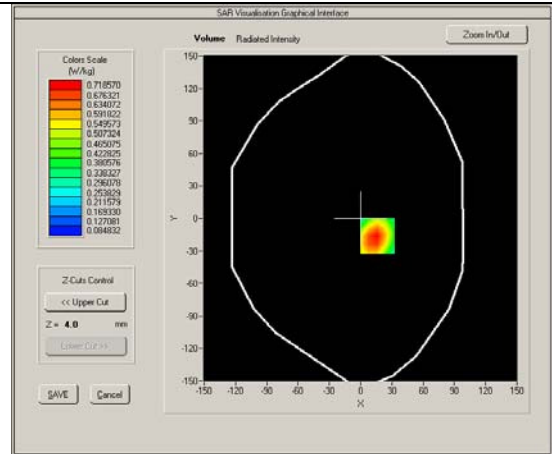 SAR Visualisation Graphical Interface
Volume Radiated Intensity
Zoom In/Out
Colors Scale
(W/kg)
0.718570
0.676321
0.634072
0.591822
0.549573
0.507324
0.465075
0.422825
0.380576
0.338327
0.296078
0.253829
0.211579
0.169330
0.127081
0.084832
Z-Cuts Control
<< Upper Cut
Z = 4.0 mm
Lower Cut >>
SAVE Cancel
150
120
90
60
30
0
-30
-60
-90
-120
-150
Y
-150 -120 -90 -60 -30 0 30 60 90 120 150
X